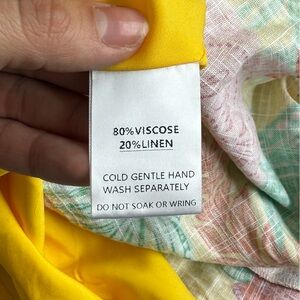 80%VISCOSE
20%LINEN
COLD GENTLE HAND
WASH SEPARATELY
DO NOT SOAK OR WRING